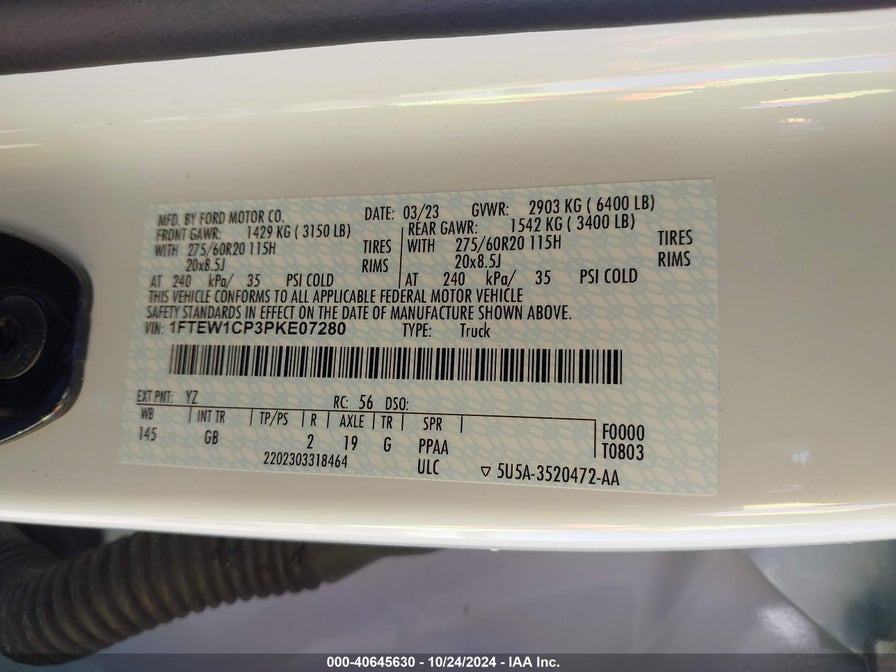 MFD. BY FORD MOTOR CO. DATE: 03/23 GVWR: 2903 KG ( 6400 LB)
FRONT GAWR: 1429 KG ( 3150 LB) REAR GAWR: 1542 KG ( 3400 LB)
WITH 275/60R20 115H TIRES WITH 275/60R20 115H TIRES
20x8.5J RIMS 20x8.5J RIMS
AT 240 kPa/ 35 PSI COLD AT 240 kPa/ 35 PSI COLD
THIS VEHICLE CONFORMS TO ALL APPLICABLE FEDERAL MOTOR VEHICLE
SAFETY STANDARDS IN EFFECT ON THE DATE OF MANUFACTURE SHOWN ABOVE.
VIN: 1FTEW1CP3PKE07280 TYPE: Truck
EXT PNT: YZ RC: 56 DSO:
WB INT TR TP/PS R AXLE TR SPR F0000
145 GB 2 19 G PPAA T0803
2202303318464 ULC ▽ 5U5A-3520472-AA
000-40645630 - 10/24/2024 - IAA Inc.